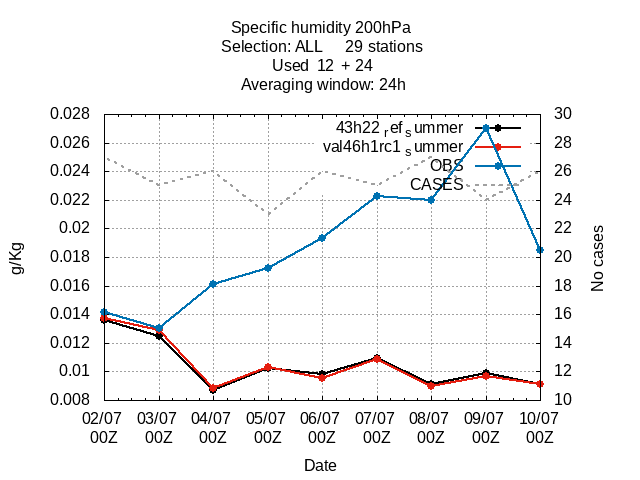 Specific humidity 200hPa
Selection: ALL     29 stations
Used  12  + 24
Averaging window: 24h
0.028
0.026
0.024
0.022
0.02
0.018
0.016
0.014
0.012
0.01
0.008
g/Kg
43h22 refsummer
val46h1rc1 summer
OBS
CASES
30
28
26
24
22
20
18
16
14
12
10
No cases
02/07 03/07 04/07 05/07 06/07 07/07 08/07 09/07 10/07
00Z 00Z 00Z 00Z 00Z 00Z 00Z 00Z 00Z
Date